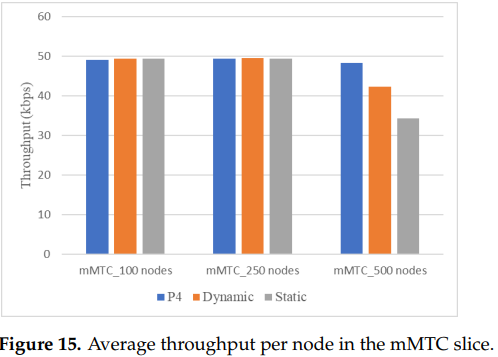 60
50
40
30
20
10
0
Throughput (kbps)
mMTC_100 nodes mMTC_250 nodes mMTC_500 nodes
P4 Dynamic Static
Figure 15. Average throughput per node in the mMTC slice.